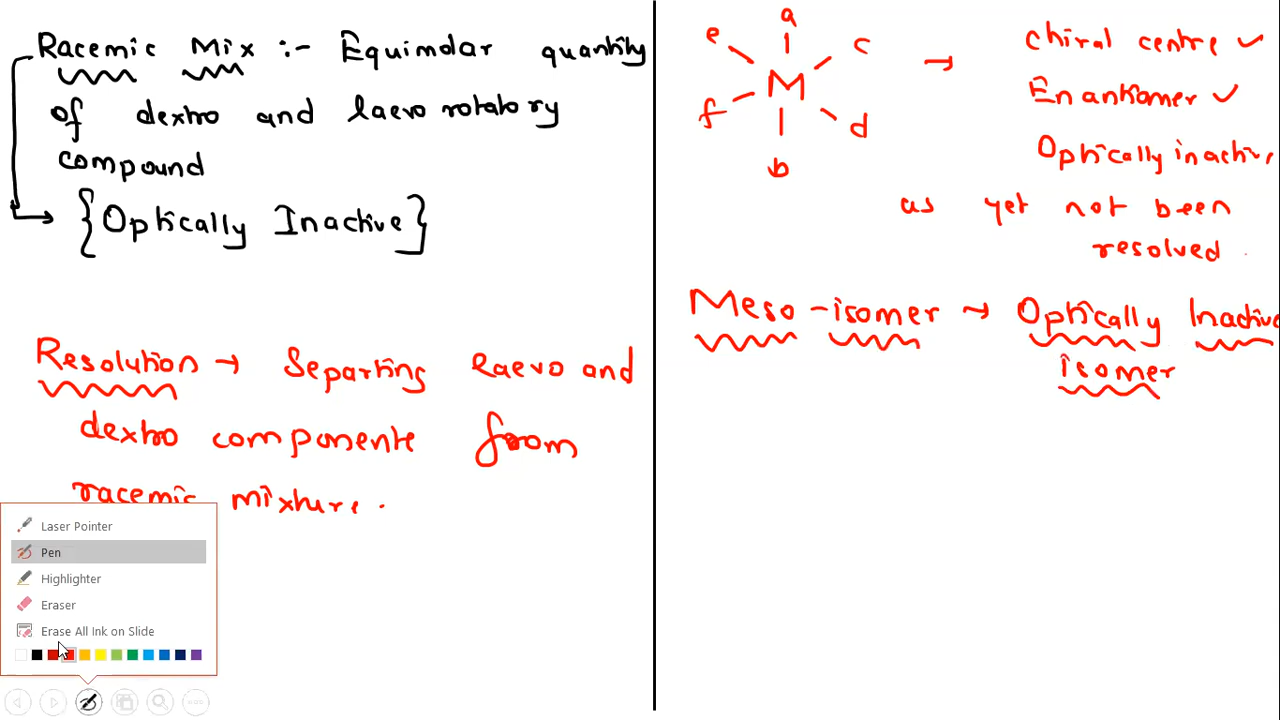 Racemic Mix :- Equimolar quantity
of dextro and laevo rotatory
compound
{Optically Inactive}
Resolution → Separting laevo and
dextro componente from
racemic mixture.
Laser Pointer
Pen
Highlighter
Eraser
Erase All Ink on Slide
a
e c
M →
f d
b
chiral centre ✓
Enantiomer ✓
Optically inactive
as yet not been
resolved.
Meso-isomer → Optically Inactive
isomer